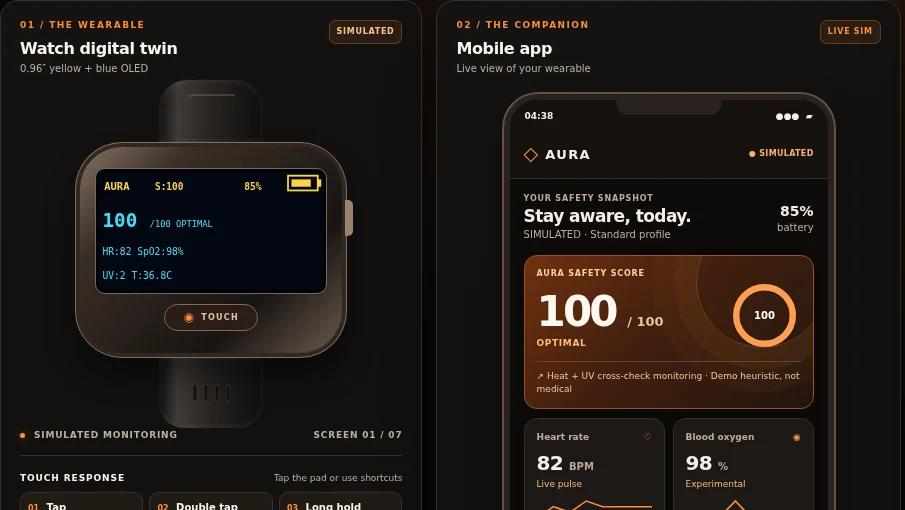 01 / THE WEARABLE
SIMULATED
Watch digital twin
0.96″ yellow + blue OLED
AURA S:100 85%
100 /100 OPTIMAL
HR:82 SpO2:98%
UV:2 T:36.8C
◉ TOUCH
SIMULATED MONITORING
SCREEN 01 / 07
TOUCH RESPONSE
Tap the pad or use shortcuts
01 Tap
02 Double tap
03 Long hold
02 / THE COMPANION
LIVE SIM
Mobile app
Live view of your wearable
04:38
◇ AURA
● SIMULATED
YOUR SAFETY SNAPSHOT
Stay aware, today.
SIMULATED · Standard profile
85%
battery
AURA SAFETY SCORE
100 / 100
OPTIMAL
100
↗ Heat + UV cross-check monitoring · Demo heuristic, not
medical
Heart rate ♡
82 BPM
Live pulse
Blood oxygen ◉
98 %
Experimental